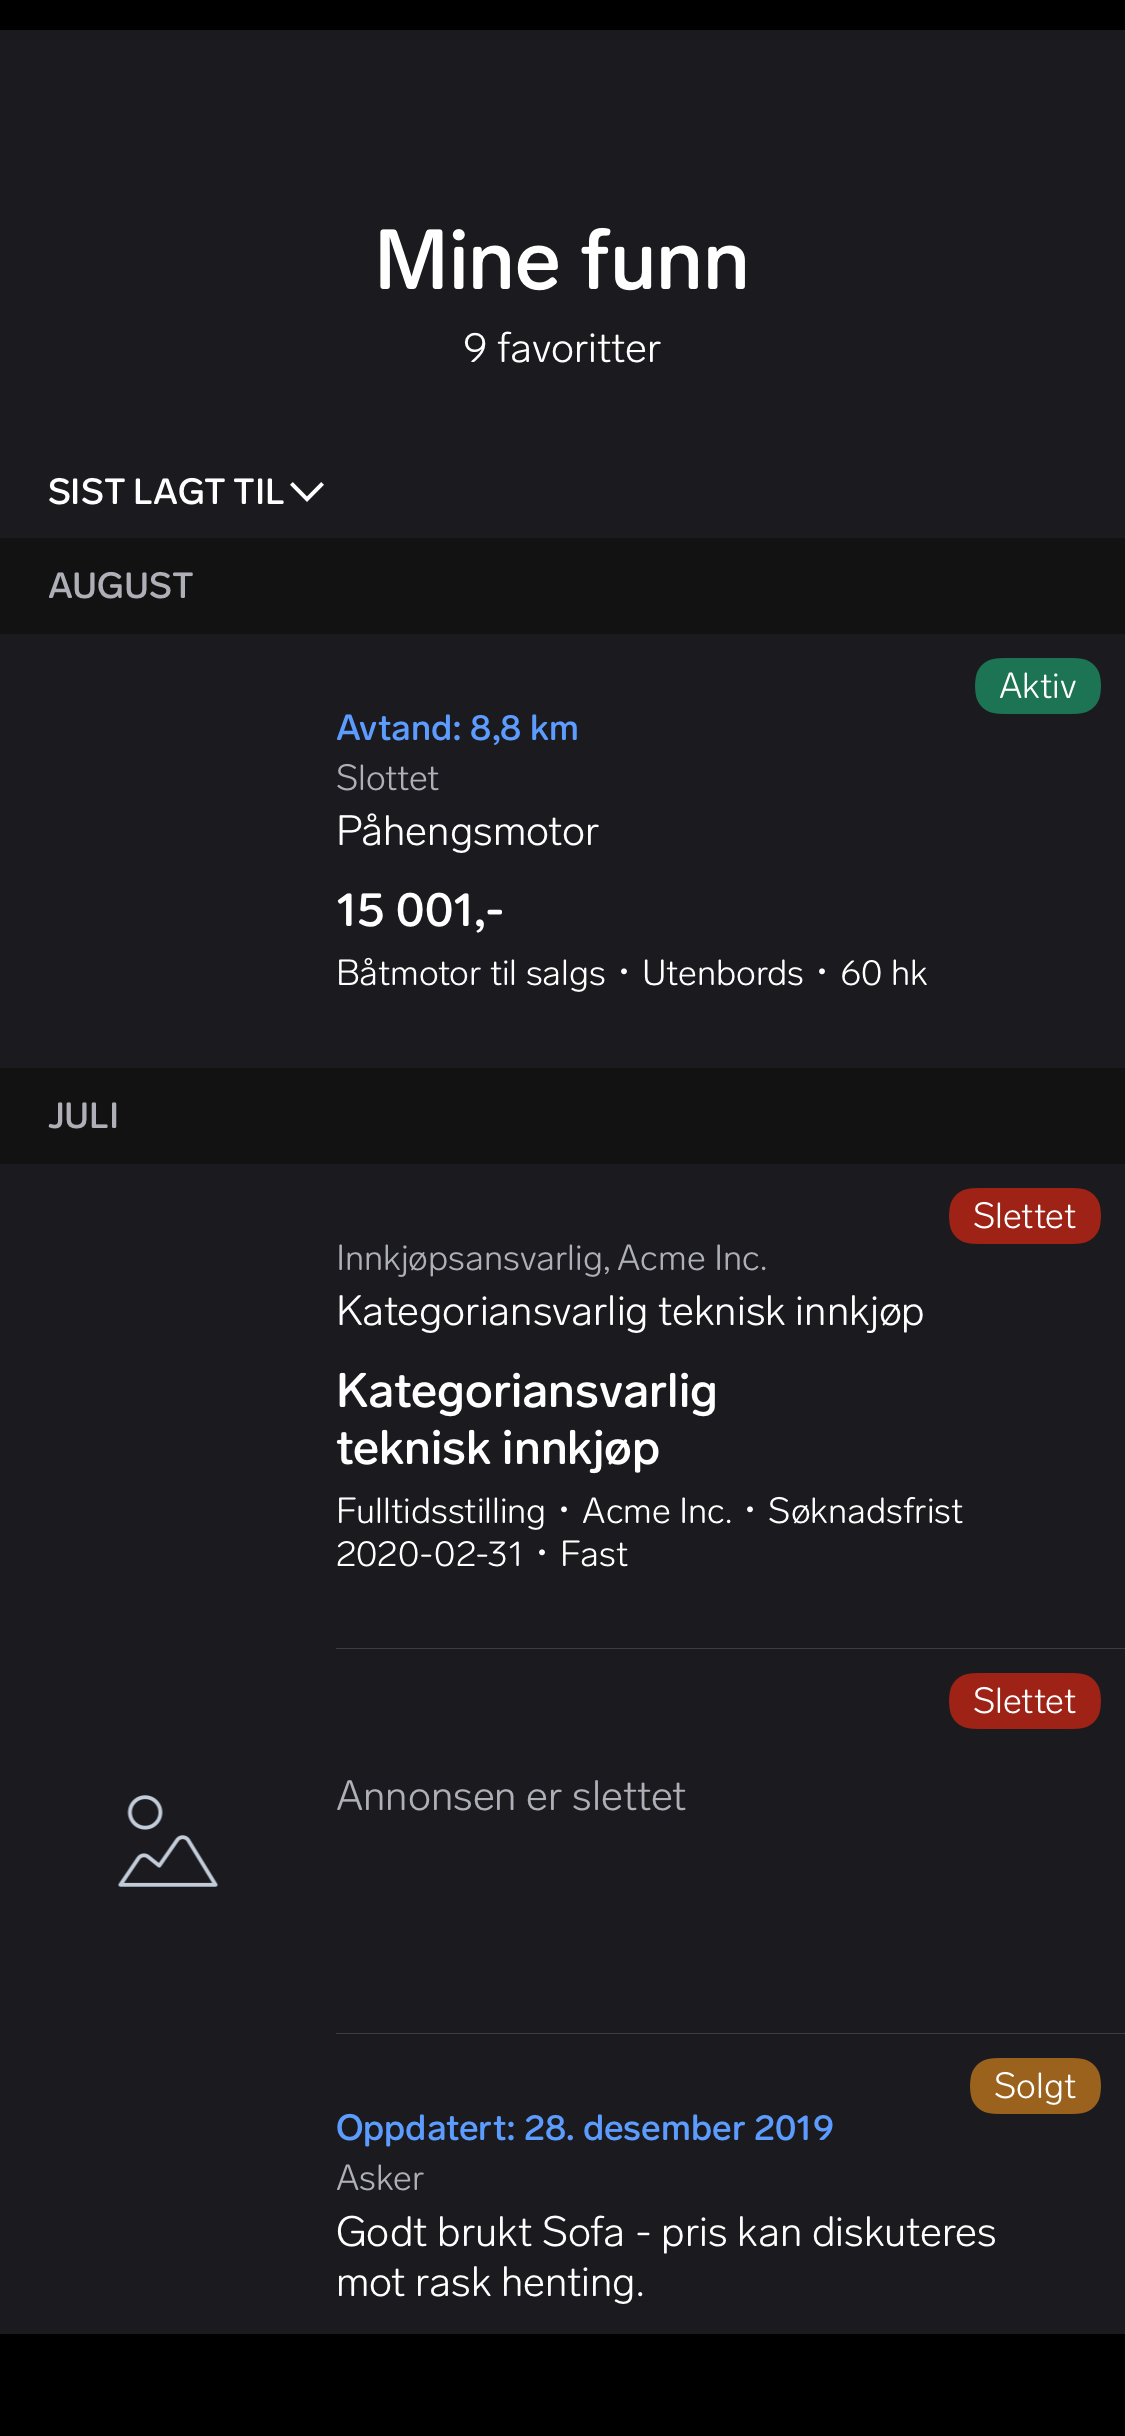 Mine funn
9 favoritter
SIST LAGT TIL
AUGUST
Aktiv
Avtand: 8,8 km
Slottet
Påhengsmotor
15 001,-
Båtmotor til salgs • Utenbords • 60 hk
JULI
Slettet
Innkjøpsansvarlig, Acme Inc.
Kategoriansvarlig teknisk innkjøp
Kategoriansvarlig
teknisk innkjøp
Fulltidsstilling • Acme Inc. • Søknadsfrist
2020-02-31 • Fast
Slettet
Annonsen er slettet
Solgt
Oppdatert: 28. desember 2019
Asker
Godt brukt Sofa - pris kan diskuteres
mot rask henting.